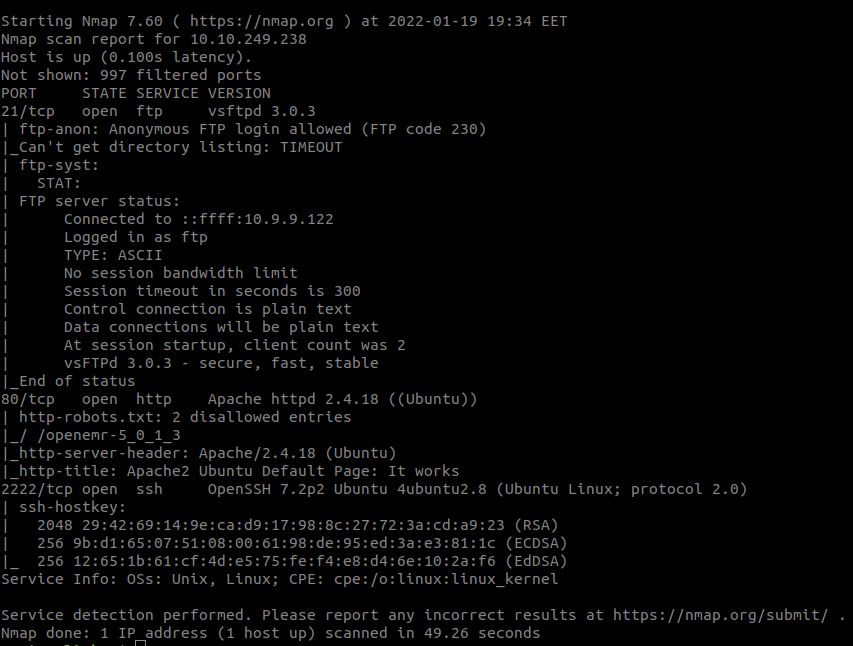 Starting Nmap 7.60 ( https://nmap.org ) at 2022-01-19 19:34 EET
Nmap scan report for 10.10.249.238
Host is up (0.100s latency).
Not shown: 997 filtered ports
PORT     STATE SERVICE VERSION
21/tcp   open  ftp     vsftpd 3.0.3
| ftp-anon: Anonymous FTP login allowed (FTP code 230)
|_Can't get directory listing: TIMEOUT
| ftp-syst:
|   STAT:
| FTP server status:
|      Connected to ::ffff:10.9.9.122
|      Logged in as ftp
|      TYPE: ASCII
|      No session bandwidth limit
|      Session timeout in seconds is 300
|      Control connection is plain text
|      Data connections will be plain text
|      At session startup, client count was 2
|      vsFTPd 3.0.3 - secure, fast, stable
|_End of status
80/tcp   open  http    Apache httpd 2.4.18 ((Ubuntu))
| http-robots.txt: 2 disallowed entries
|_/ /openemr-5_0_1_3
|_http-server-header: Apache/2.4.18 (Ubuntu)
|_http-title: Apache2 Ubuntu Default Page: It works
2222/tcp open  ssh     OpenSSH 7.2p2 Ubuntu 4ubuntu2.8 (Ubuntu Linux; protocol 2.0)
| ssh-hostkey:
|   2048 29:42:69:14:9e:ca:d9:17:98:8c:27:72:3a:cd:a9:23 (RSA)
|   256 9b:d1:65:07:51:08:00:61:98:de:95:ed:3a:e3:81:1c (ECDSA)
|_  256 12:65:1b:61:cf:4d:e5:75:fe:f4:e8:d4:6e:10:2a:f6 (EdDSA)
Service Info: OSs: Unix, Linux; CPE: cpe:/o:linux:linux_kernel

Service detection performed. Please report any incorrect results at https://nmap.org/submit/ .
Nmap done: 1 IP address (1 host up) scanned in 49.26 seconds